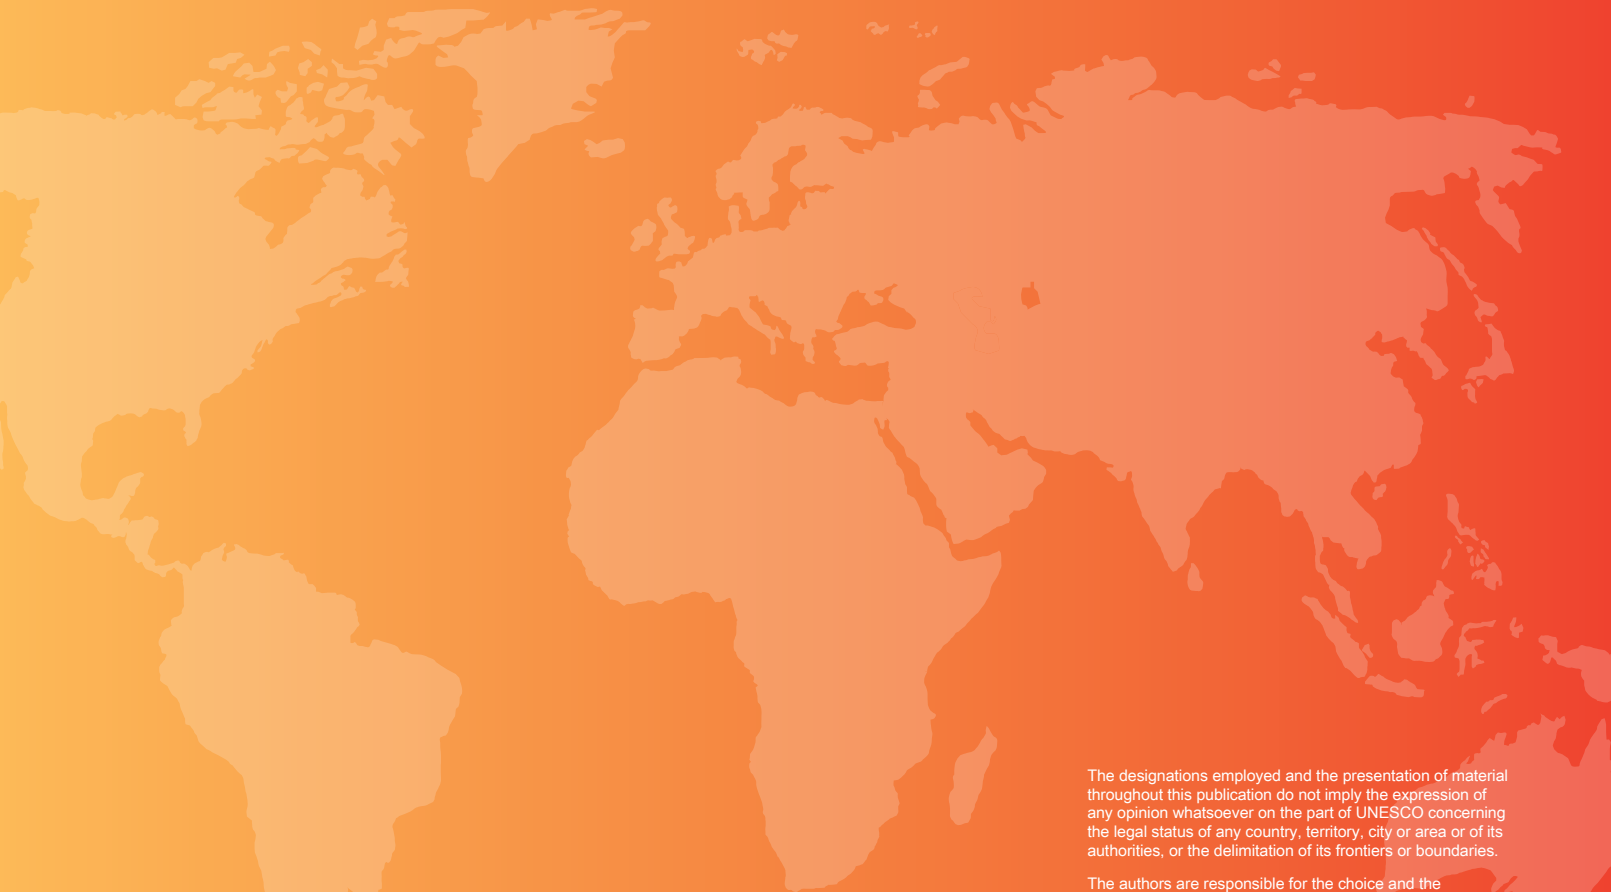 The designations employed and the presentation of material
throughout this publication do not imply the expression of
any opinion whatsoever on the part of UNESCO concerning
the legal status of any country, territory, city or area or of its
authorities, or the delimitation of its frontiers or boundaries.
The authors are responsible for the choice and the